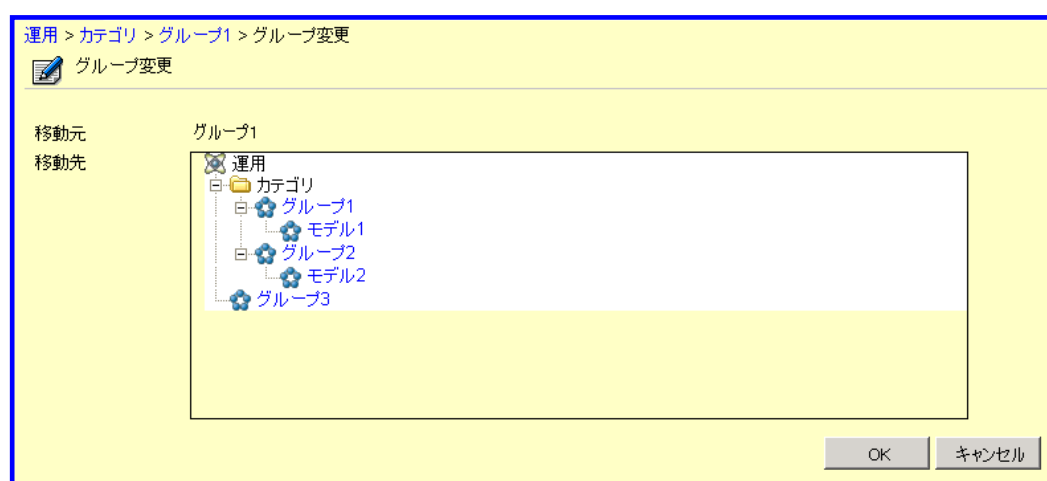 運用 > カテゴリ > グループ1 > グループ変更
グループ変更
移動元 グループ1
移動先
運用
カテゴリ
グループ1
モデル1
グループ2
モデル2
グループ3
OK キャンセル